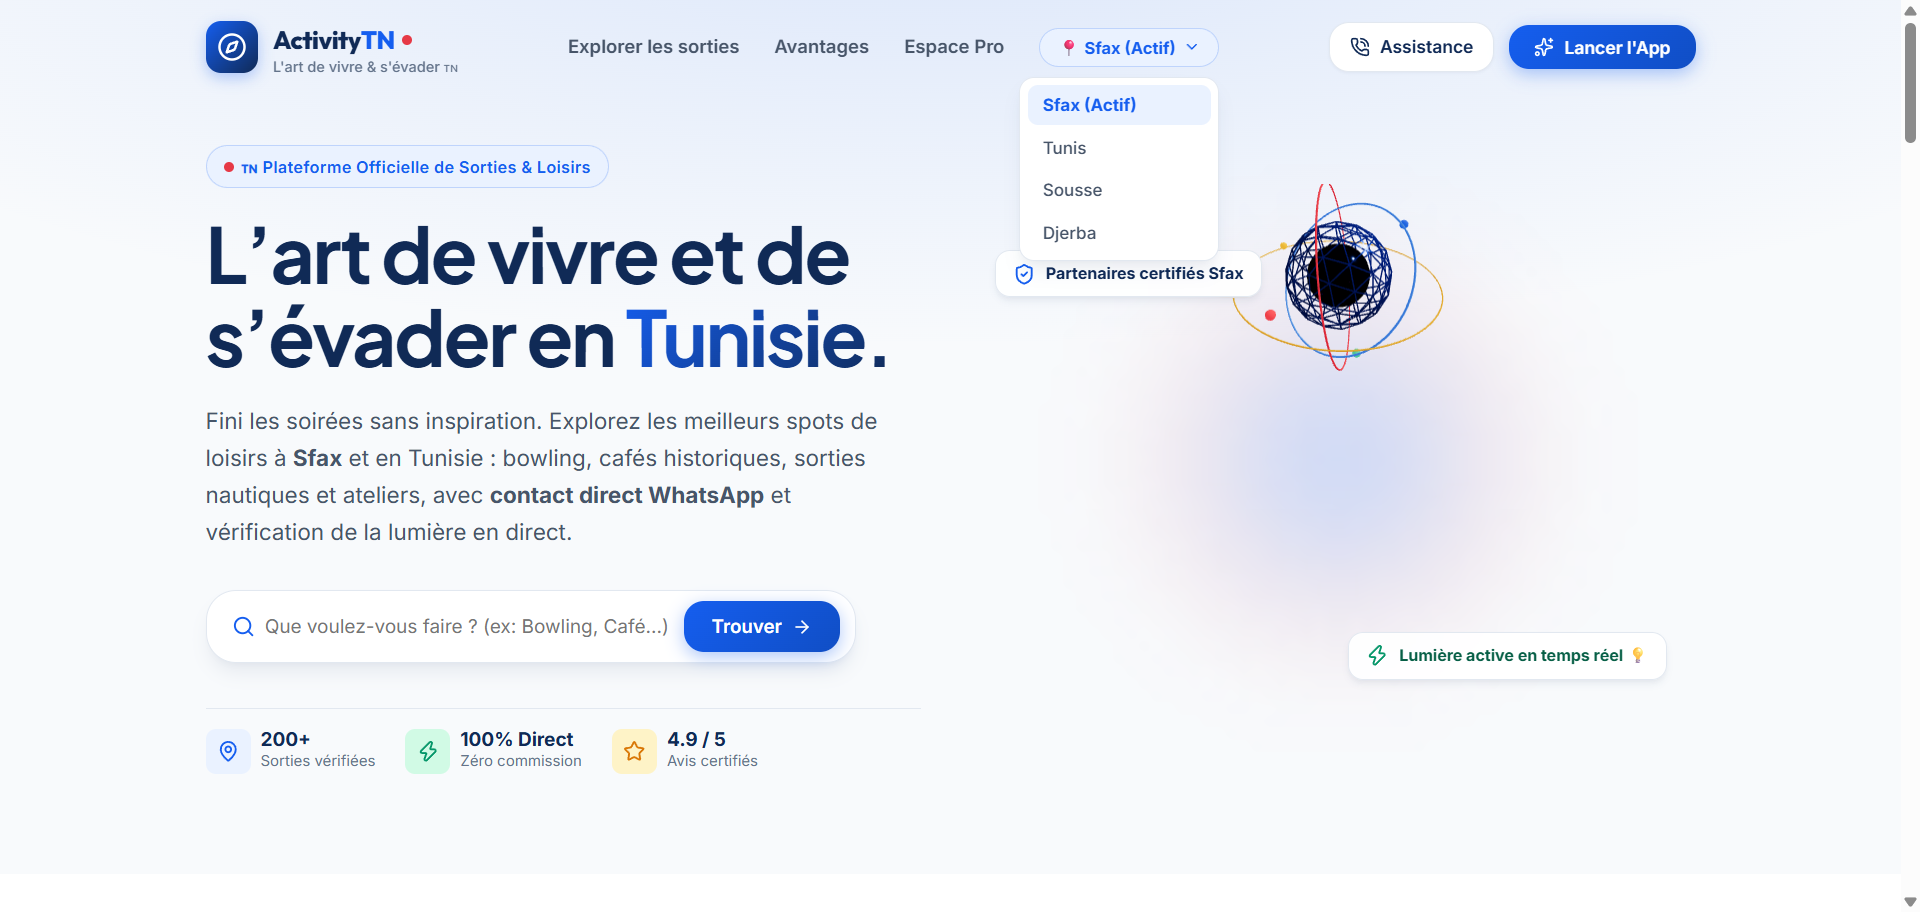 ActivityTN
L'art de vivre & s'évader TN
Explorer les sorties
Avantages
Espace Pro
📍 Sfax (Actif)
Assistance
Lancer l'App
Sfax (Actif)
Tunis
Sousse
Djerba
TN Plateforme Officielle de Sorties & Loisirs
L’art de vivre et de
s’évader en Tunisie.
Partenaires certifiés Sfax
Fini les soirées sans inspiration. Explorez les meilleurs spots de
loisirs à Sfax et en Tunisie : bowling, cafés historiques, sorties
nautiques et ateliers, avec contact direct WhatsApp et
vérification de la lumière en direct.
Que voulez-vous faire ? (ex: Bowling, Café...)
Trouver →
Lumière active en temps réel 💡
200+
Sorties vérifiées
100% Direct
Zéro commission
4.9 / 5
Avis certifiés